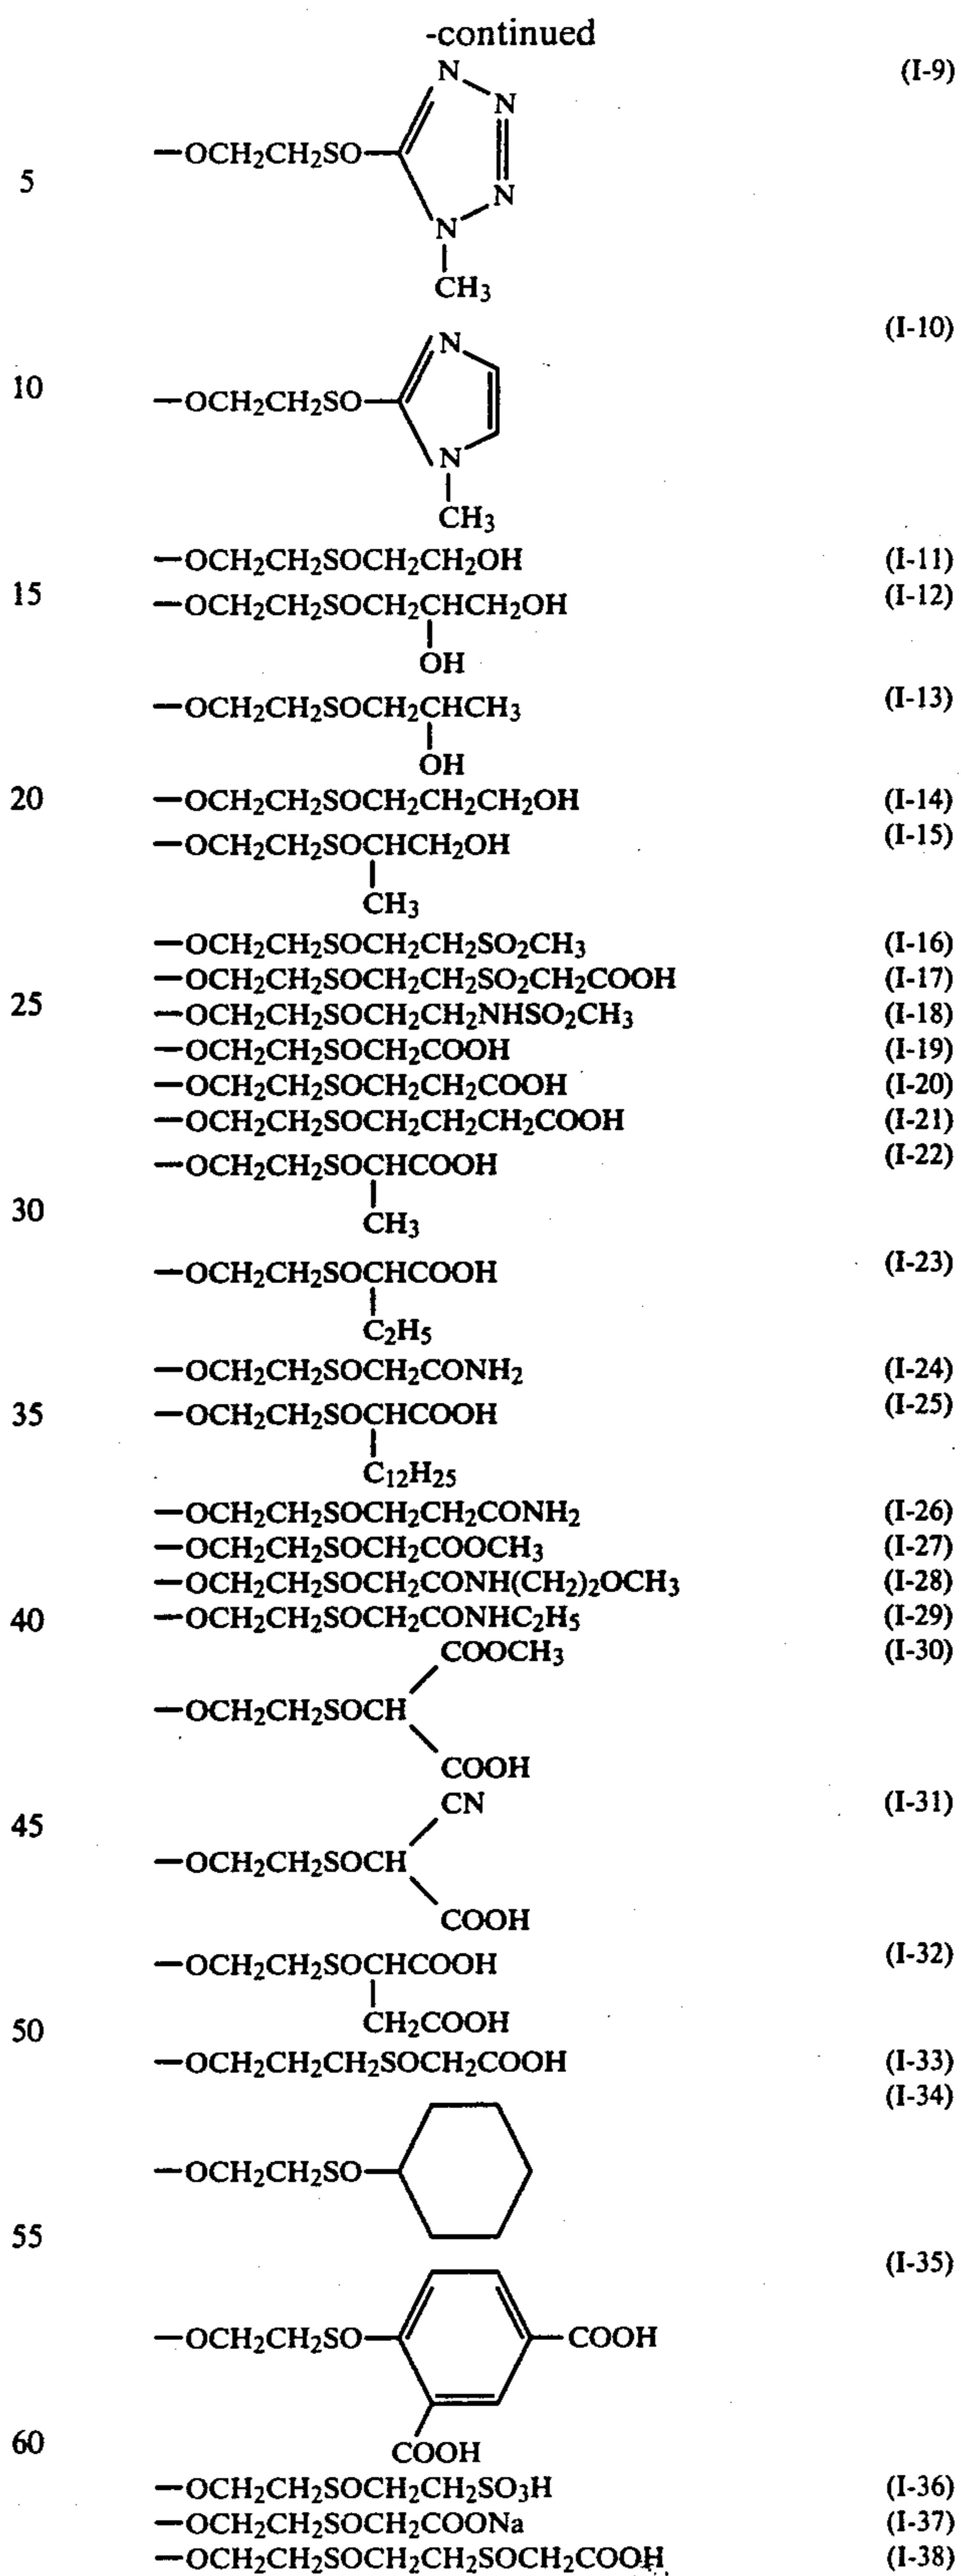 -continued
(I-9)
N
N
—OCH₂CH₂SO—
5
N
N
CH₃
(I-10)
N
10
—OCH₂CH₂SO—
N
CH₃
—OCH₂CH₂SOCH₂CH₂OH (I-11)
15 —OCH₂CH₂SOCH₂CHCH₂OH (I-12)
OH
—OCH₂CH₂SOCH₂CHCH₃ (I-13)
OH
20 —OCH₂CH₂SOCH₂CH₂CH₂OH (I-14)
—OCH₂CH₂SOCHCH₂OH (I-15)
CH₃
—OCH₂CH₂SOCH₂CH₂SO₂CH₃ (I-16)
—OCH₂CH₂SOCH₂CH₂SO₂CH₂COOH (I-17)
25 —OCH₂CH₂SOCH₂CH₂NHSO₂CH₃ (I-18)
—OCH₂CH₂SOCH₂COOH (I-19)
—OCH₂CH₂SOCH₂CH₂COOH (I-20)
—OCH₂CH₂SOCH₂CH₂CH₂COOH (I-21)
—OCH₂CH₂SOCHCOOH (I-22)
30
CH₃
—OCH₂CH₂SOCHCOOH (I-23)
C₂H₅
—OCH₂CH₂SOCH₂CONH₂ (I-24)
35 —OCH₂CH₂SOCHCOOH (I-25)
C₁₂H₂₅
—OCH₂CH₂SOCH₂CH₂CONH₂ (I-26)
—OCH₂CH₂SOCH₂COOCH₃ (I-27)
—OCH₂CH₂SOCH₂CONH(CH₂)₂OCH₃ (I-28)
40 —OCH₂CH₂SOCH₂CONHC₂H₅ (I-29)
COOCH₃ (I-30)
—OCH₂CH₂SOCH
COOH
CN (I-31)
45
—OCH₂CH₂SOCH
COOH
—OCH₂CH₂SOCHCOOH (I-32)
CH₂COOH
50
—OCH₂CH₂CH₂SOCH₂COOH (I-33)
(I-34)
—OCH₂CH₂SO—
55
(I-35)
—OCH₂CH₂SO— —COOH
60
COOH
—OCH₂CH₂SOCH₂CH₂SO₃H (I-36)
—OCH₂CH₂SOCH₂COONa (I-37)
—OCH₂CH₂SOCH₂CH₂SOCH₂COOH (I-38)